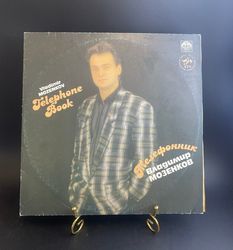 Vladimir
MOZENKOV
Telephone
Book
Телефонник
Владимир
МОЗЕНКОВ